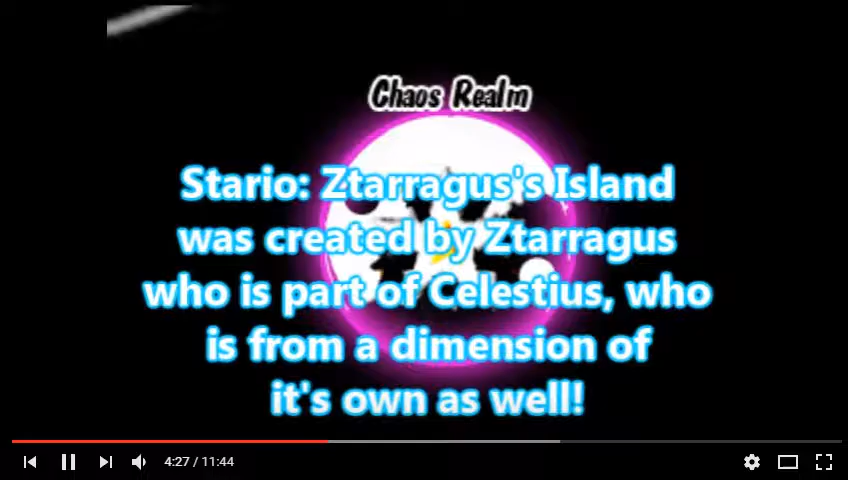 Chaos Realm
Stario: Ztarragus's Island
was created by Ztarragus
who is part of Celestius, who
is from a dimension of
it's own as well!
4:27 / 11:44